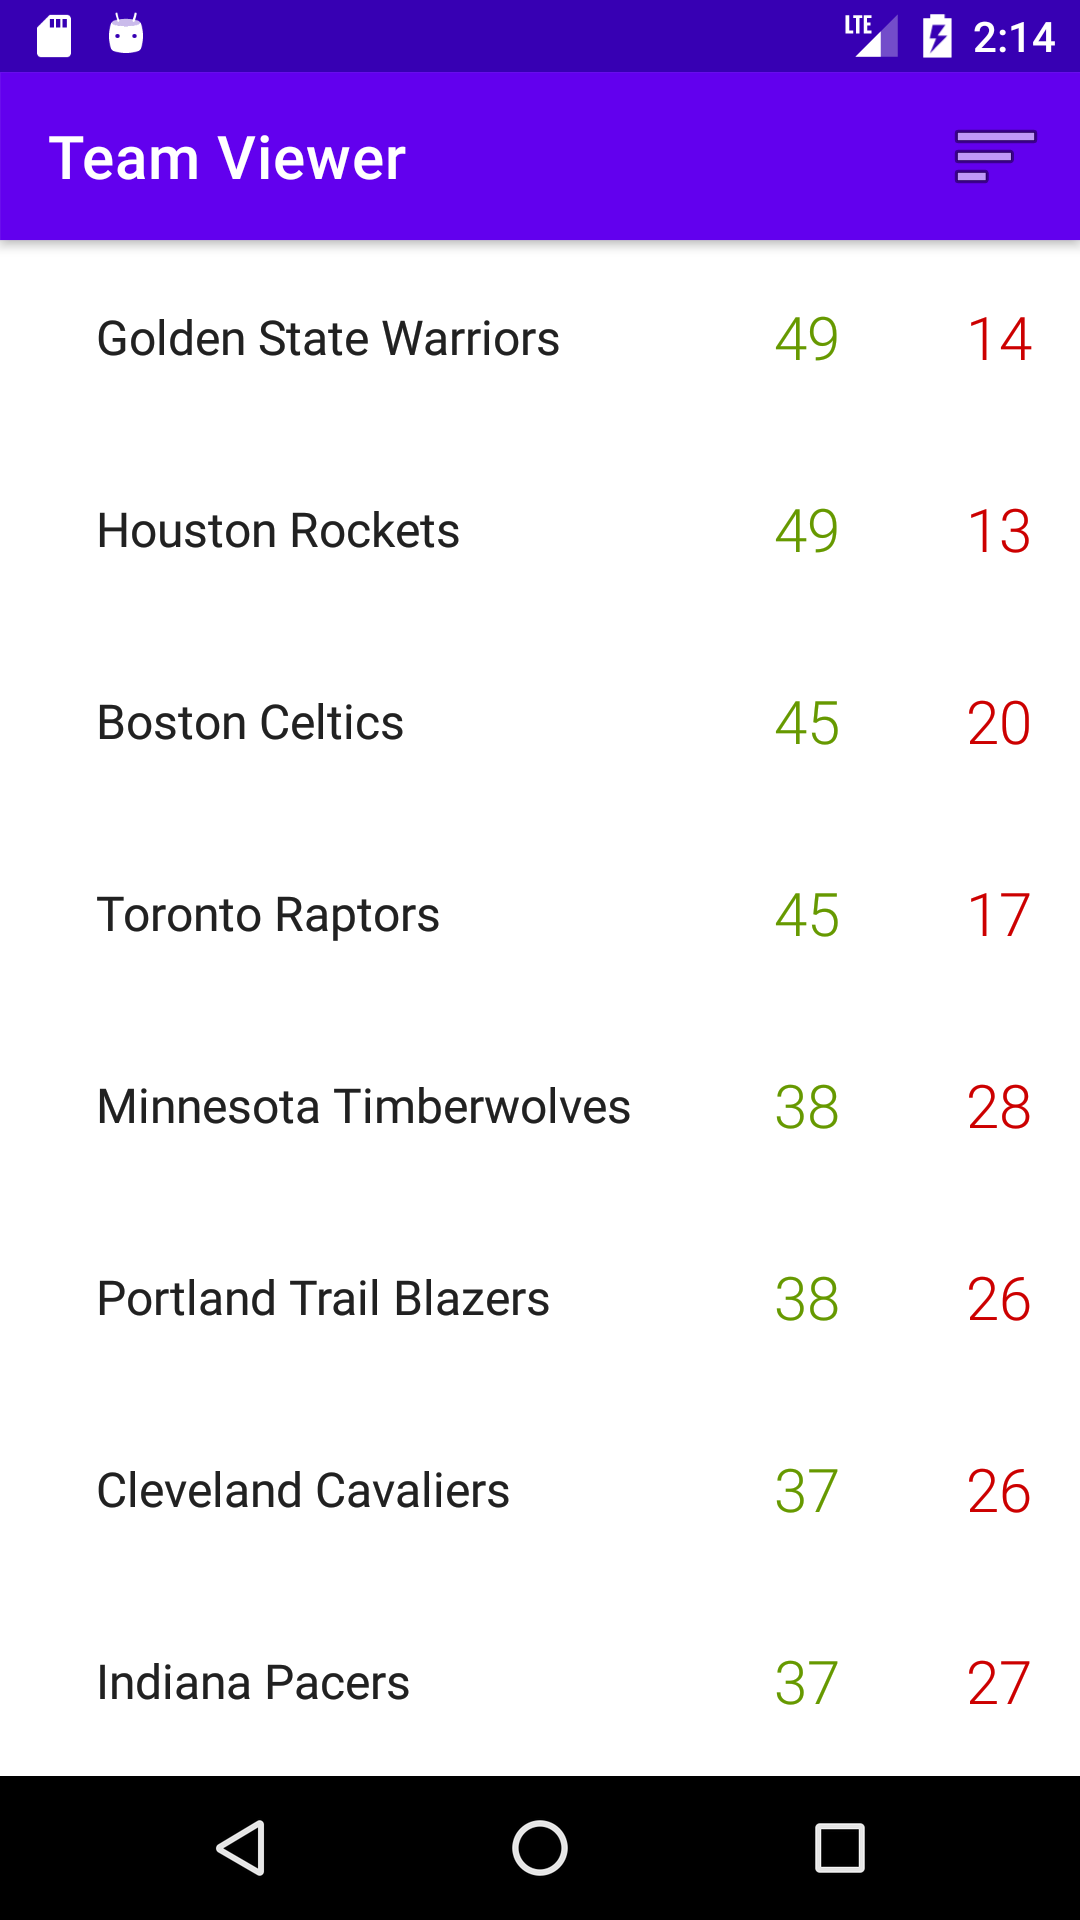 LTE 2:14
Team Viewer
Golden State Warriors 49 14
Houston Rockets 49 13
Boston Celtics 45 20
Toronto Raptors 45 17
Minnesota Timberwolves 38 28
Portland Trail Blazers 38 26
Cleveland Cavaliers 37 26
Indiana Pacers 37 27